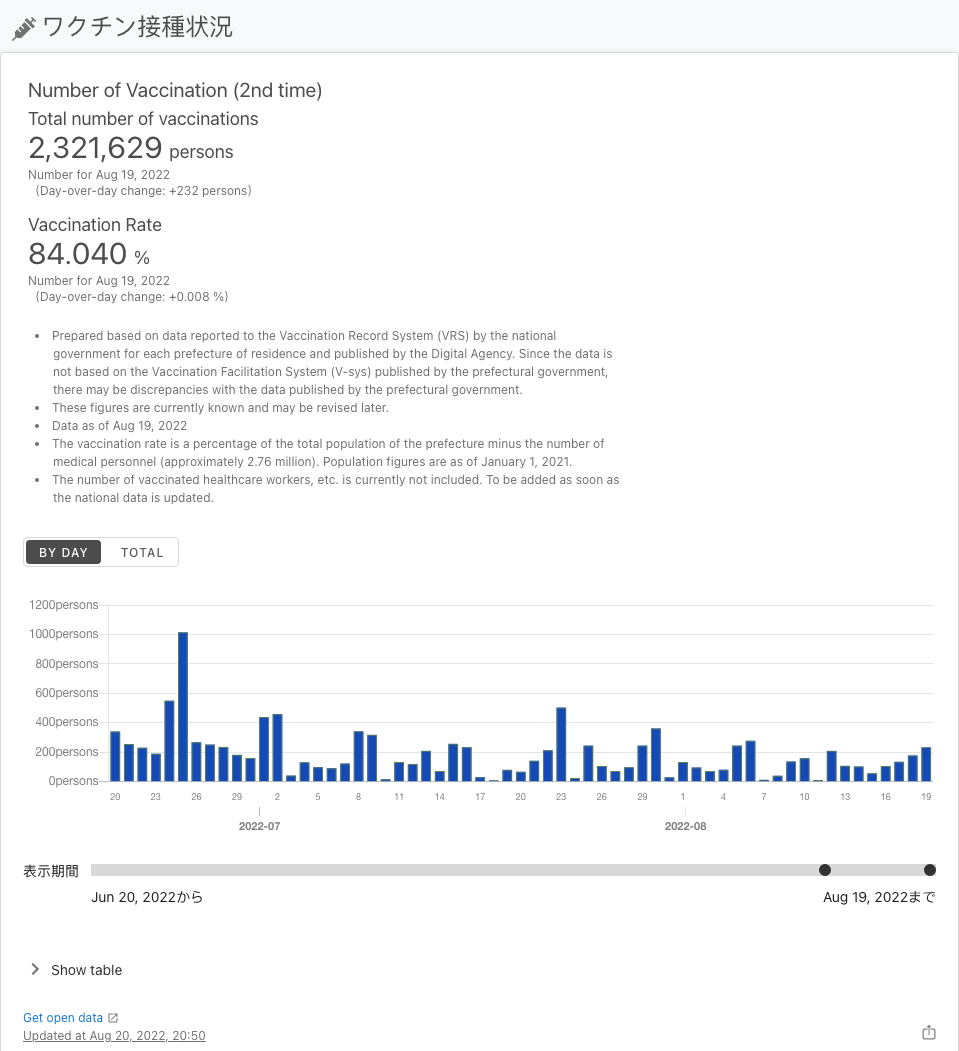 ワクチン接種状況
Number of Vaccination (2nd time)
Total number of vaccinations
2,321,629 persons
Number for Aug 19, 2022
(Day-over-day change: +232 persons)
Vaccination Rate
84.040 %
Number for Aug 19, 2022
(Day-over-day change: +0.008 %)
• Prepared based on data reported to the Vaccination Record System (VRS) by the national
government for each prefecture of residence and published by the Digital Agency. Since the data is
not based on the Vaccination Facilitation System (V-sys) published by the prefectural government,
there may be discrepancies with the data published by the prefectural government.
• These figures are currently known and may be revised later.
• Data as of Aug 19, 2022
• The vaccination rate is a percentage of the total population of the prefecture minus the number of
medical personnel (approximately 2.76 million). Population figures are as of January 1, 2021.
• The number of vaccinated healthcare workers, etc. is currently not included. To be added as soon as
the national data is updated.
BY DAY TOTAL
1200persons
1000persons
800persons
600persons
400persons
200persons
0persons
20 23 26 29 2 5 8 11 14 17 20 23 26 29 1 4 7 10 13 16 19
2022-07 2022-08
表示期間
Jun 20, 2022から Aug 19, 2022まで
Show table
Get open data
Updated at Aug 20, 2022, 20:50